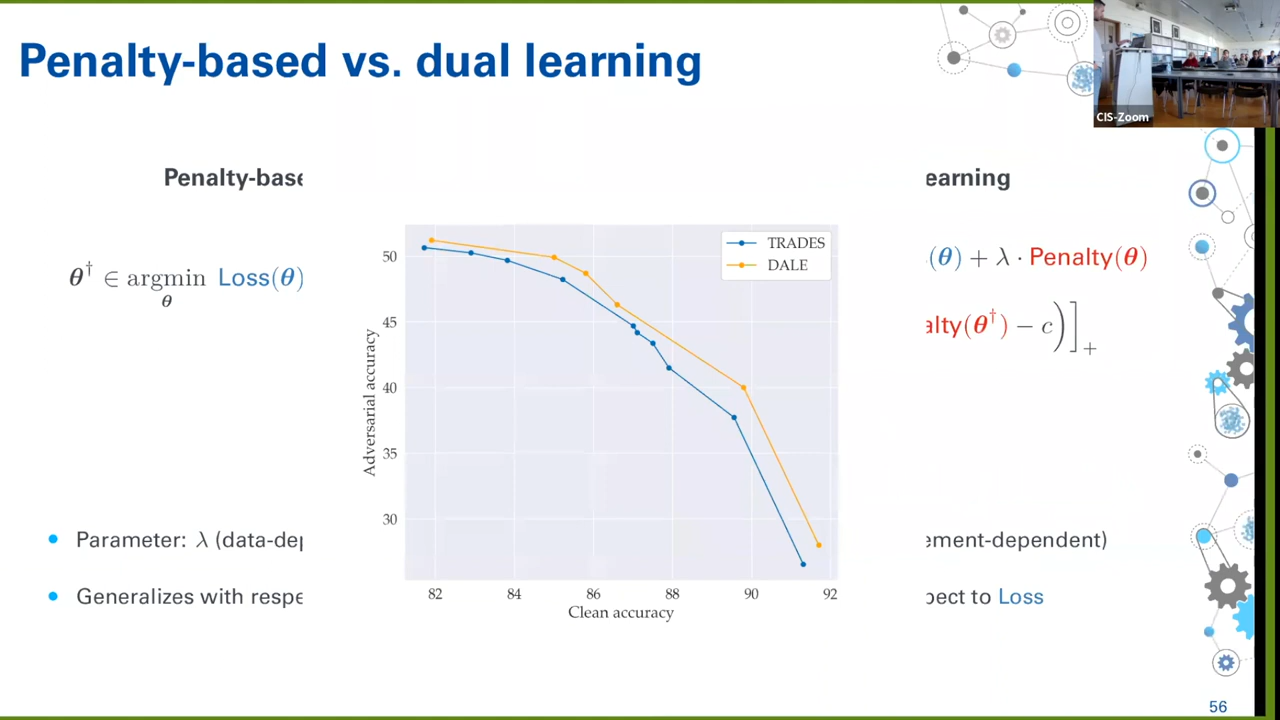 Penalty-based vs. dual learning
CIS-Zoom
Penalty-base
earning
θ† ∈ argmin Loss(θ)
θ
(θ) + λ · Penalty(θ)
alty(θ†) − c)]+
Parameter: λ (data-dep
ement-dependent)
Generalizes with respe
pect to Loss
TRADES
DALE
Adversarial accuracy
50
45
40
35
30
82 84 86 88 90 92
Clean accuracy
56